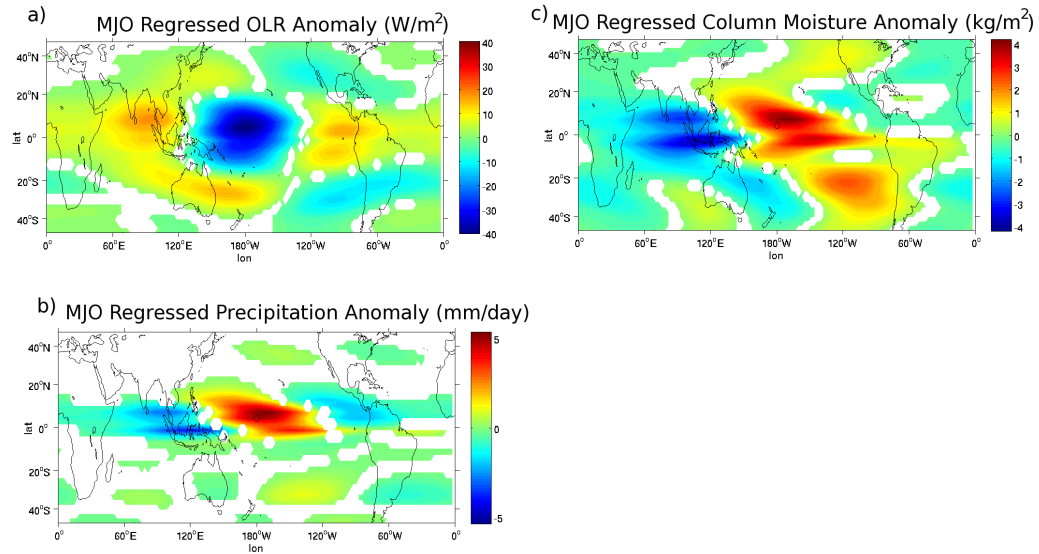 a)
MJO Regressed OLR Anomaly (W/m²)
40°N
20°N
0°
20°S
40°S
lat
0° 60°E 120°E 180°W 120°W 60°W 0°
lon
40
30
20
10
0
-10
-20
-30
-40
c)
MJO Regressed Column Moisture Anomaly (kg/m²)
40°N
20°N
0°
20°S
40°S
lat
0° 60°E 120°E 180°W 120°W 60°W 0°
lon
4
3
2
1
0
-1
-2
-3
-4
b)
MJO Regressed Precipitation Anomaly (mm/day)
40°N
20°N
0°
20°S
40°S
lat
0° 60°E 120°E 180°W 120°W 60°W 0°
lon
5
0
-5